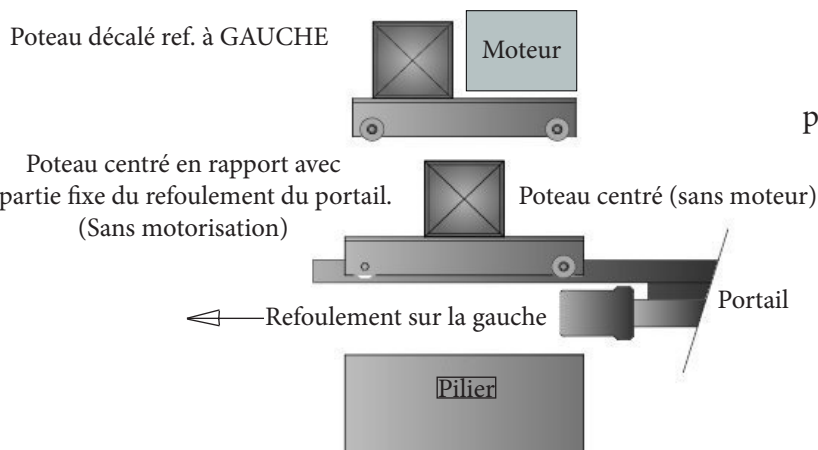 Poteau décalé ref. à GAUCHE
Moteur
p
Poteau centré en rapport avec
partie fixe du refoulement du portail.
(Sans motorisation)
Poteau centré (sans moteur)
Portail
Refoulement sur la gauche
Pilier